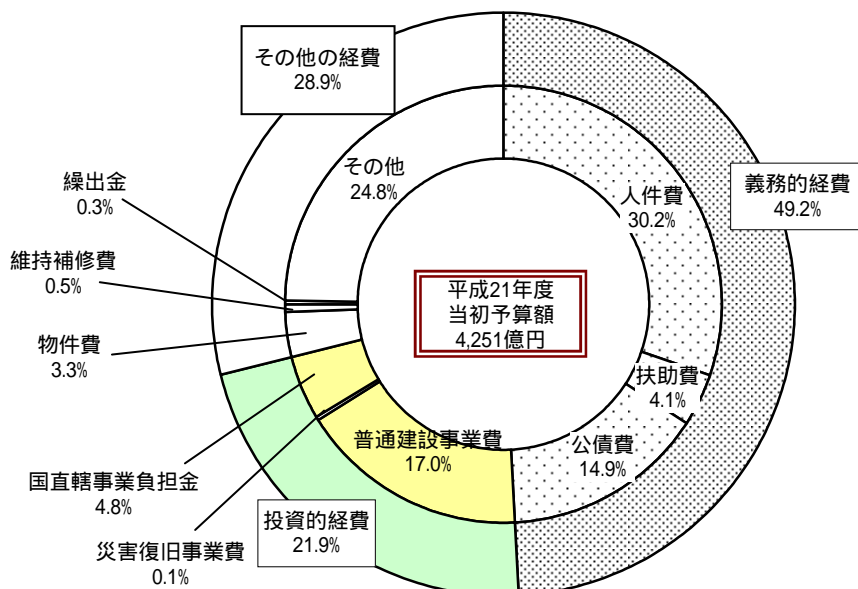 その他の経費
28.9%
その他
24.8%
繰出金
0.3%
維持補修費
0.5%
物件費
3.3%
国直轄事業負担金
4.8%
災害復旧事業費
0.1%
投資的経費
21.9%
普通建設事業費
17.0%
公債費
14.9%
扶助費
4.1%
人件費
30.2%
義務的経費
49.2%
平成21年度
当初予算額
4,251億円